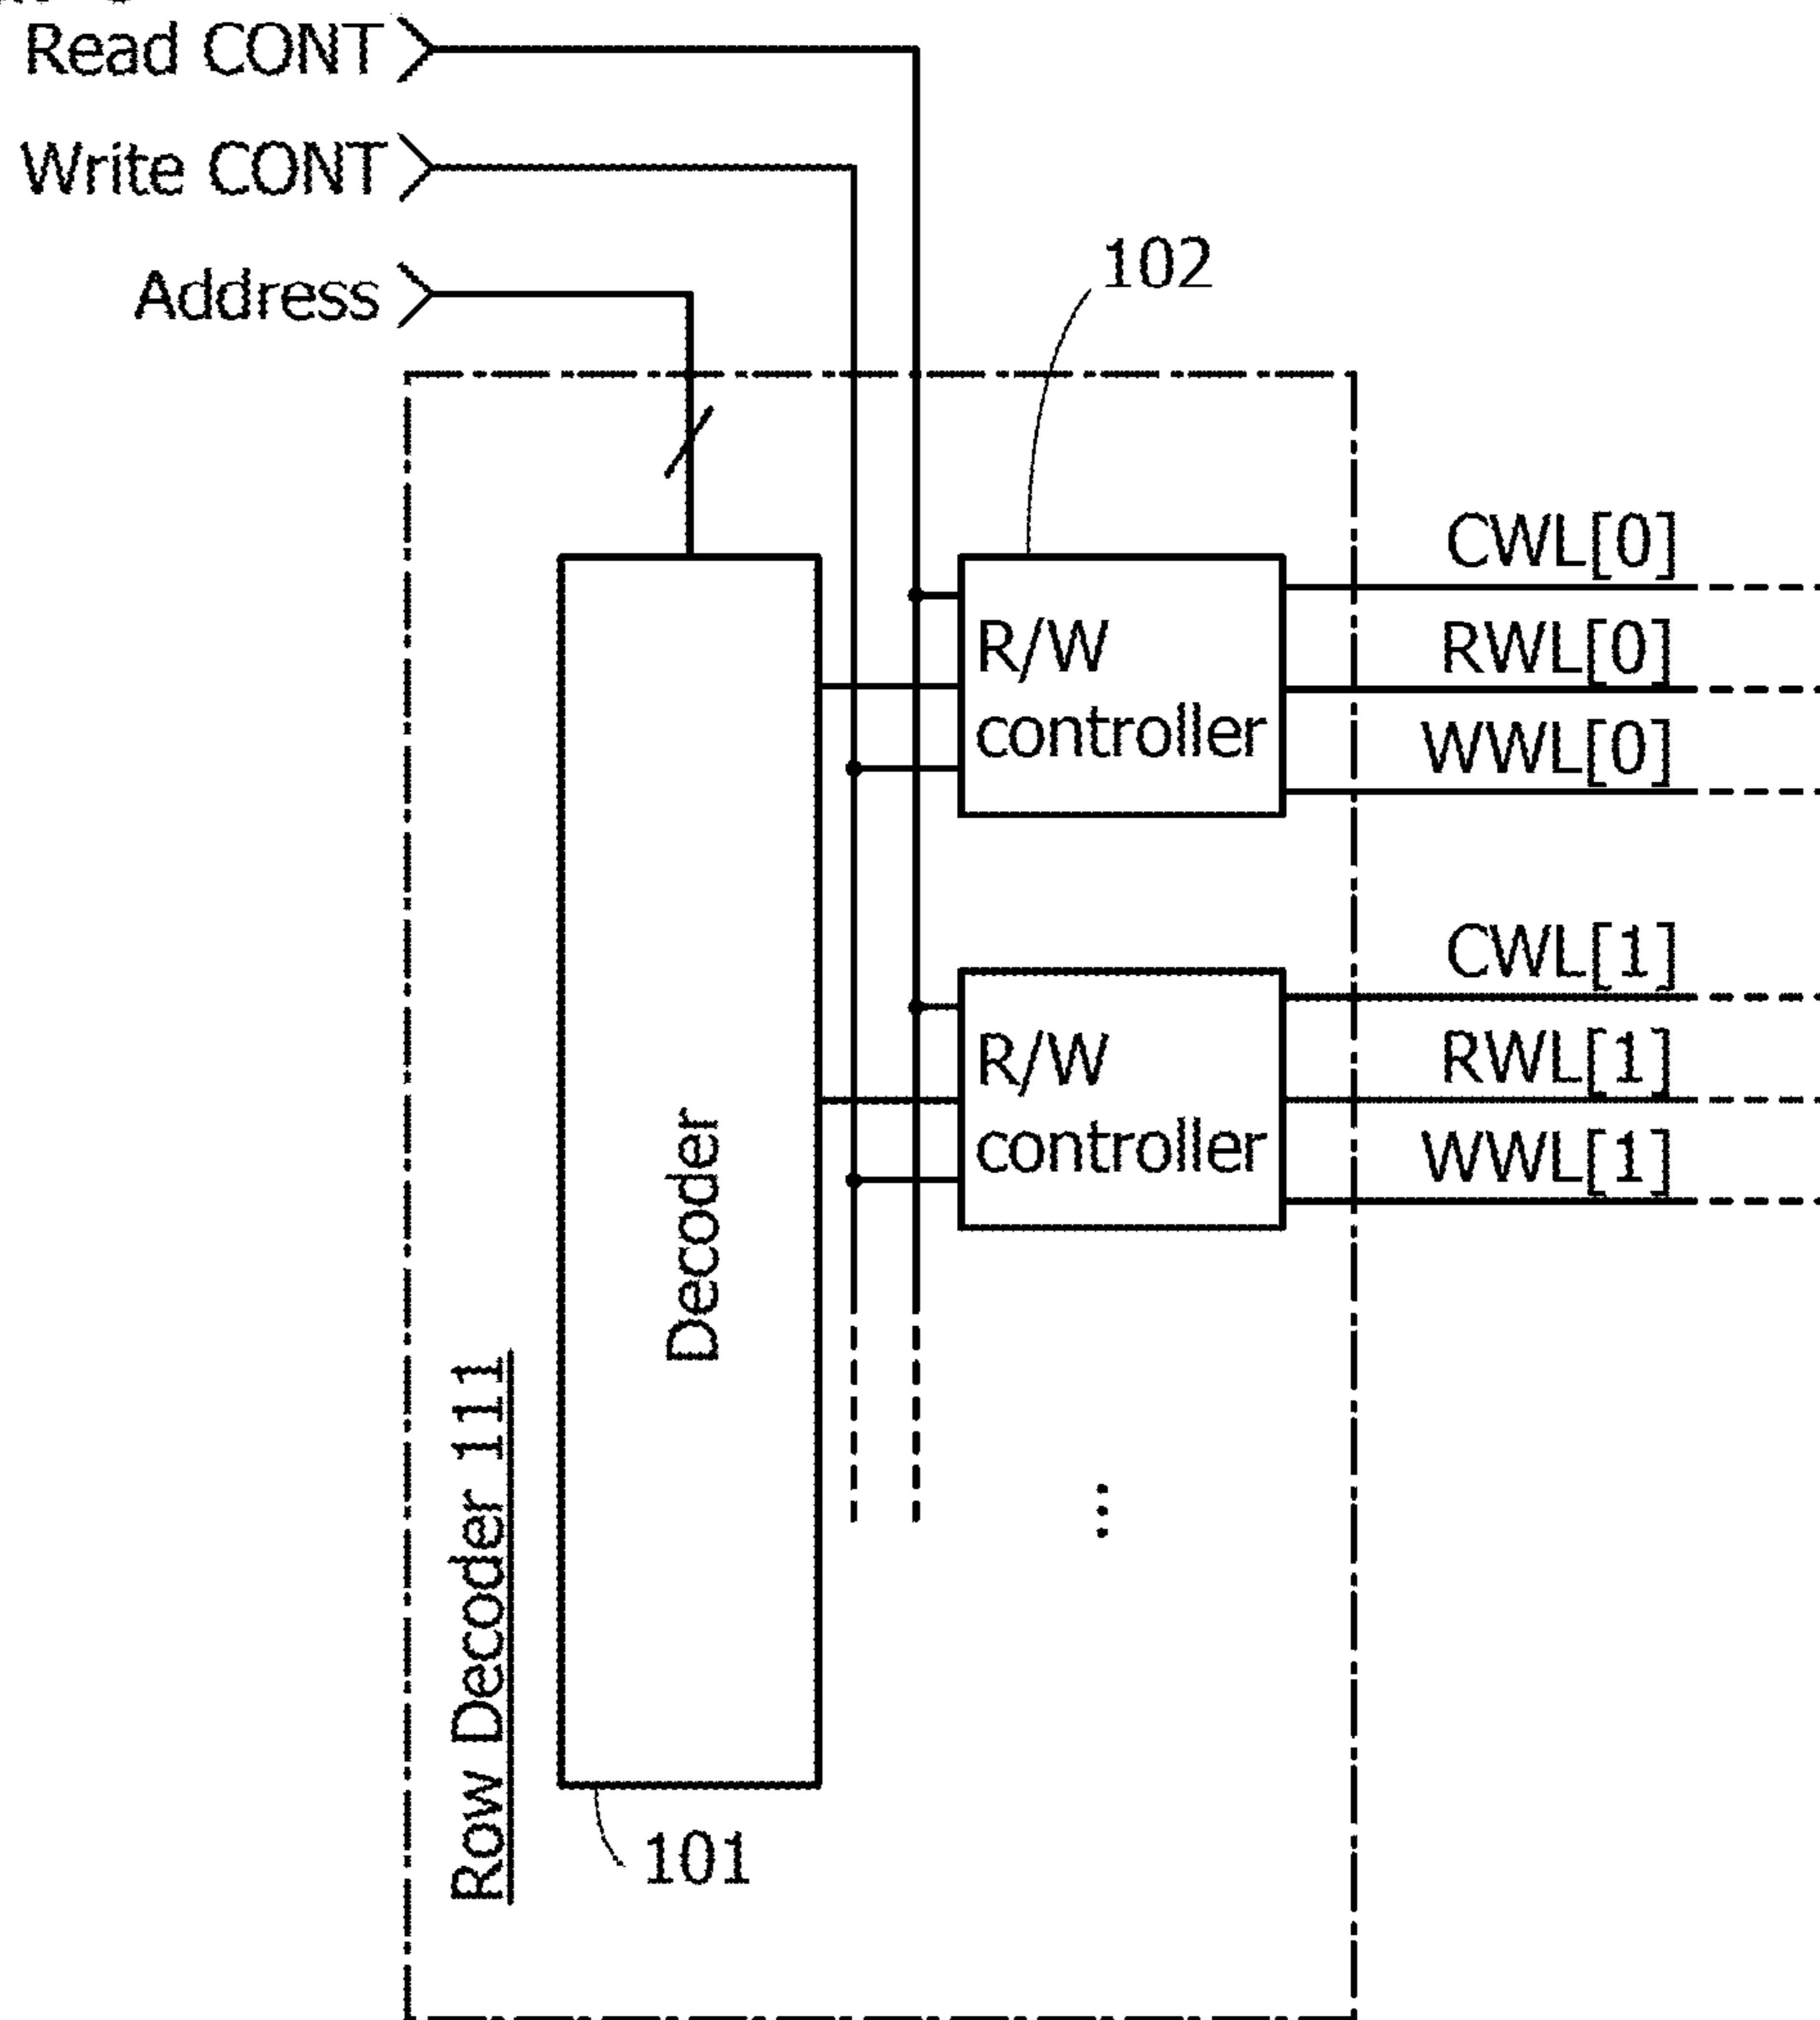 Read CONT
Write CONT
Address
102
CWL[0]
R/W
controller
RWL[0]
WWL[0]
CWL[1]
R/W
controller
RWL[1]
WWL[1]
Decoder
Row Decoder 111
101